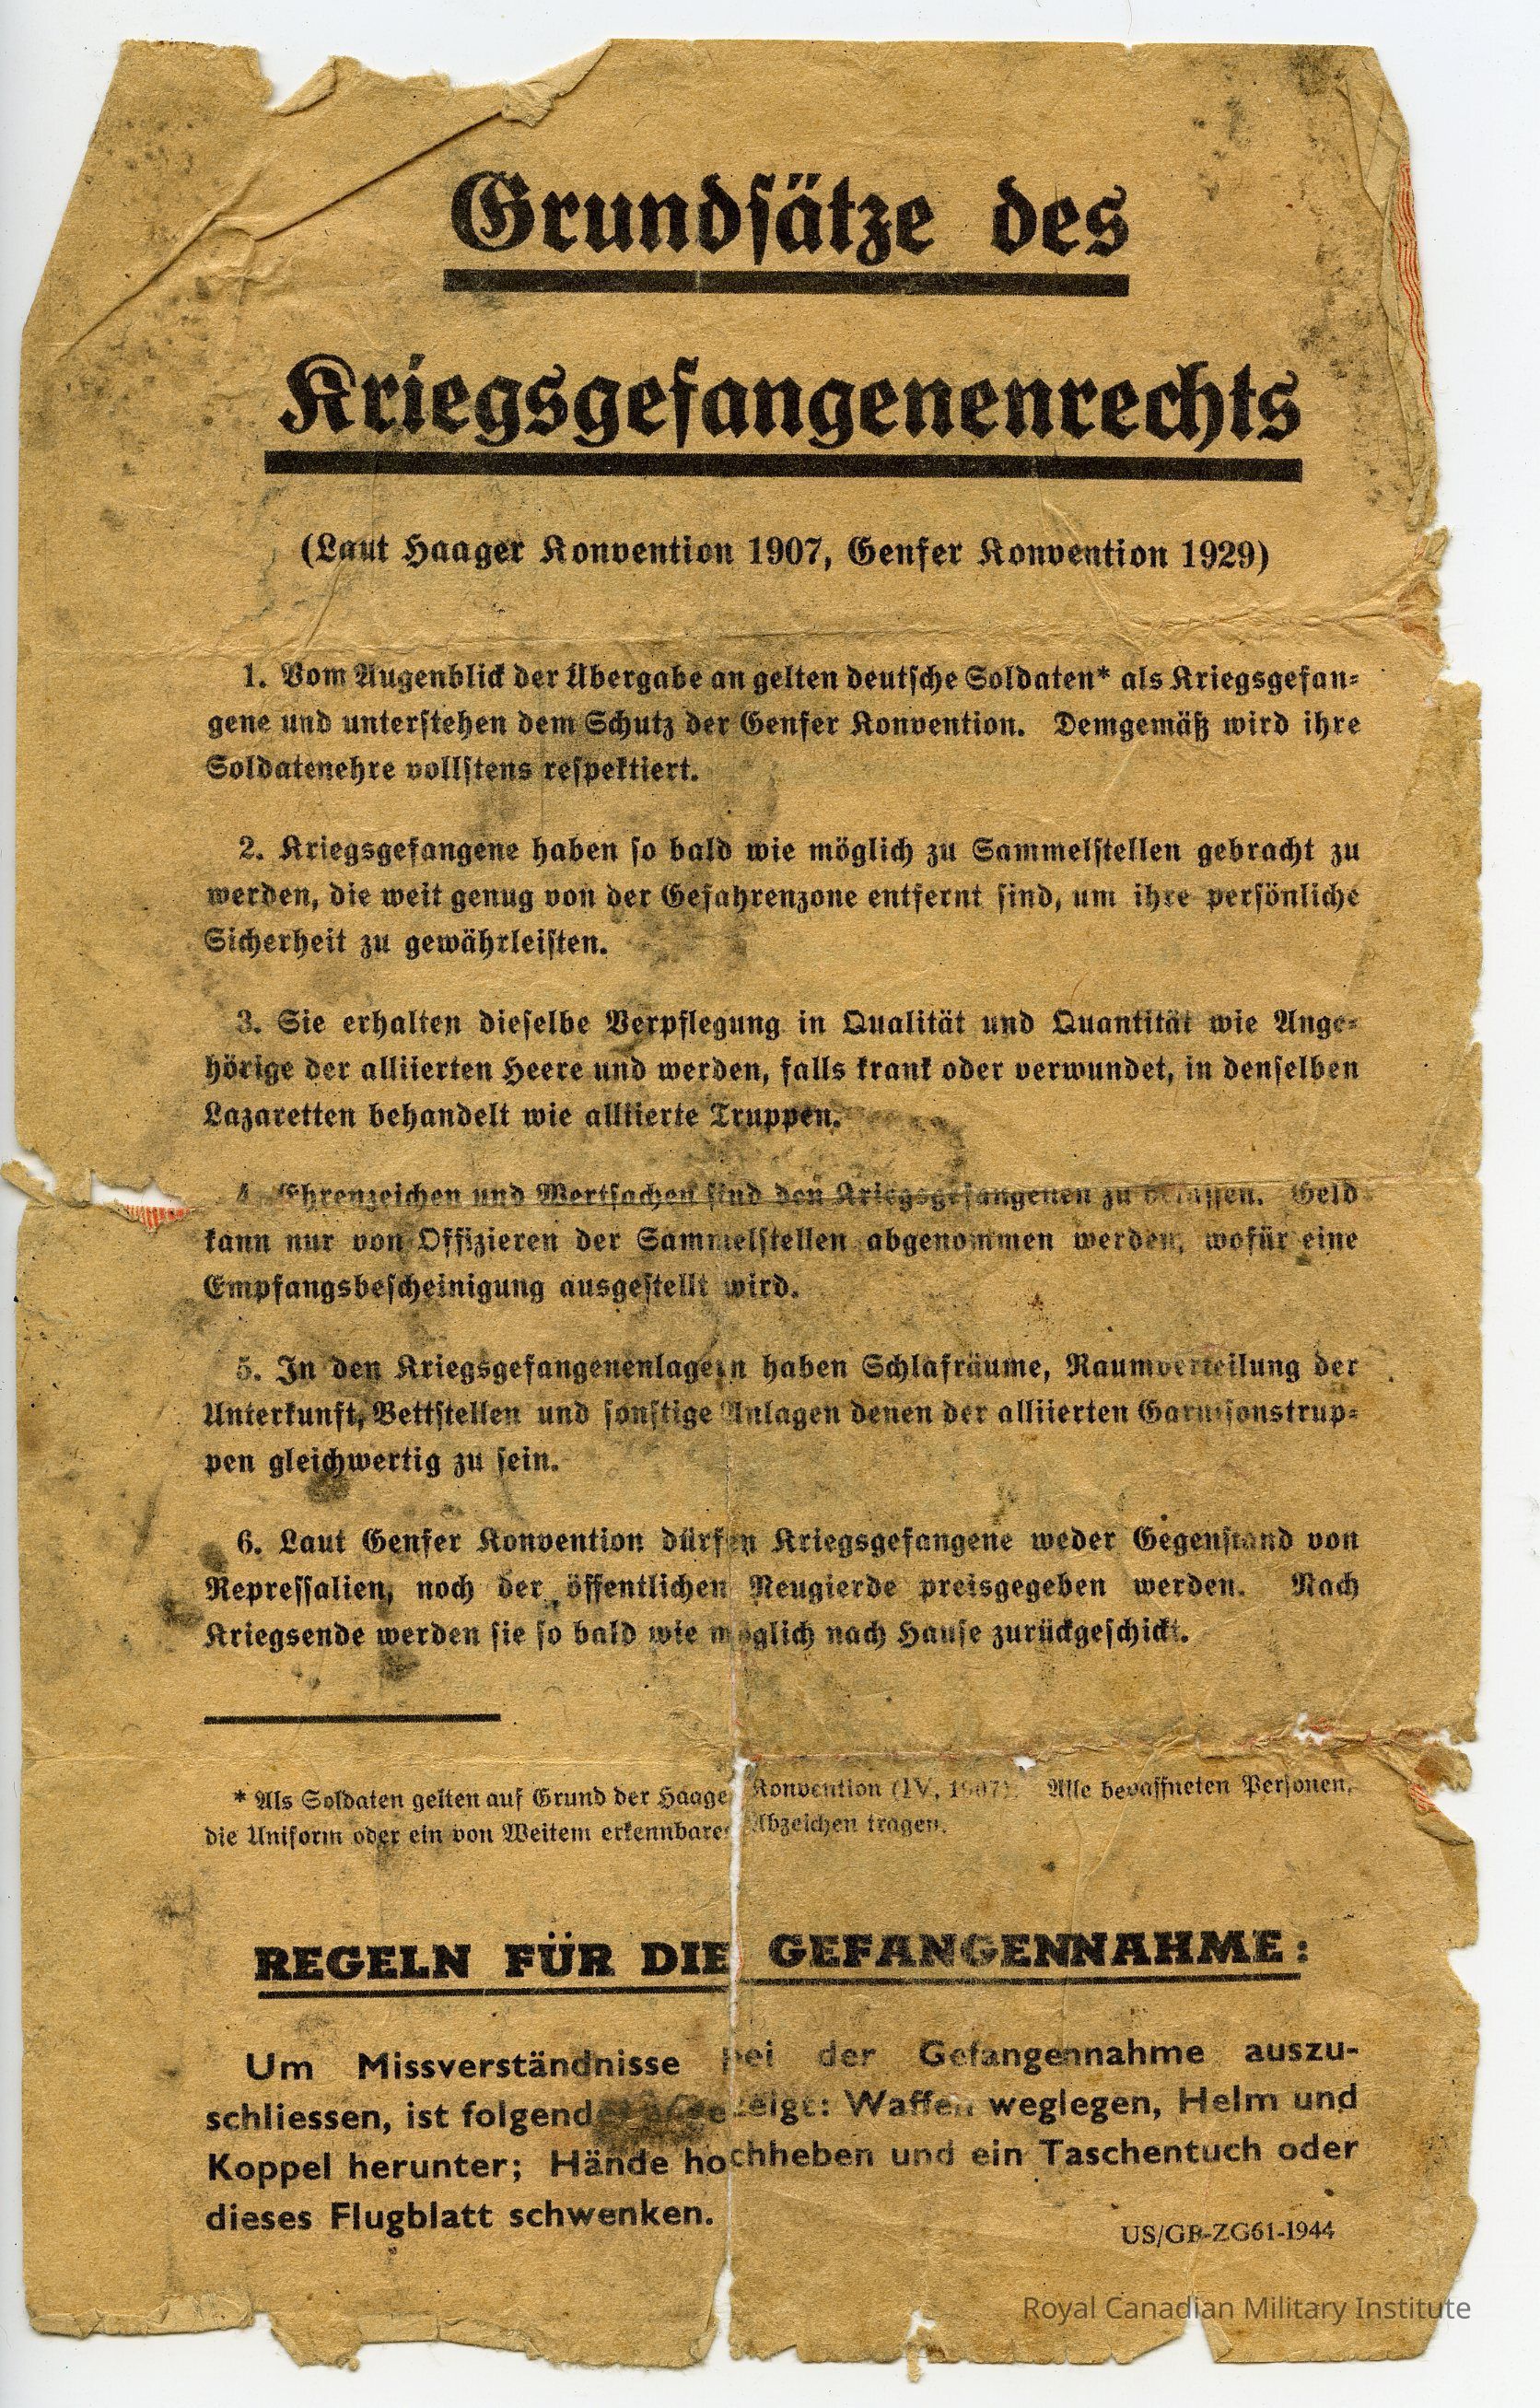 Grundsätze des
Kriegsgefangenenrechts
(Laut Haager Konvention 1907, Genfer Konvention 1929)
1. Vom Augenblick der Übergabe an gelten deutsche Soldaten* als Kriegsgefan-
gene und unterstehen dem Schutz der Genfer Konvention. Demgemäß wird ihre
Soldatenehre vollstens respektiert.
2. Kriegsgefangene haben so bald wie möglich zu Sammelstellen gebracht zu
werden, die weit genug von der Gefahrenzone entfernt sind, um ihre persönliche
Sicherheit zu gewährleisten.
3. Sie erhalten dieselbe Verpflegung in Qualität und Quantität wie Ange-
hörige der alliierten Heere und werden, falls krank oder verwundet, in denselben
Lazaretten behandelt wie alliierte Truppen.
4. Ehrenzeichen und Wertsachen sind den Kriegsgefangenen zu belassen. Geld
kann nur von Offizieren der Sammelstellen abgenommen werden, wofür eine
Empfangsbescheinigung ausgestellt wird.
5. In den Kriegsgefangenenlagern haben Schlafräume, Raumverteilung der
Unterkunft, Bettstellen und sonstige Anlagen denen der alliierten Garnisonstrup-
pen gleichwertig zu sein.
6. Laut Genfer Konvention dürfen Kriegsgefangene weder Gegenstand von
Repressalien, noch der öffentlichen Neugierde preisgegeben werden. Nach
Kriegsende werden sie so bald wie möglich nach Hause zurückgeschickt.
* Als Soldaten gelten auf Grund der Haager Konvention (IV, 1907): Alle bewaffneten Personen,
die Uniform oder ein von Weitem erkennbares Abzeichen tragen.
REGELN FÜR DIE GEFANGENNAHME:
Um Missverständnisse bei der Gefangennahme auszu-
schliessen, ist folgendes angezeigt: Waffen weglegen, Helm und
Koppel herunter; Hände hochheben und ein Taschentuch oder
dieses Flugblatt schwenken.
US/GB-ZG61-1944
Royal Canadian Military Institute